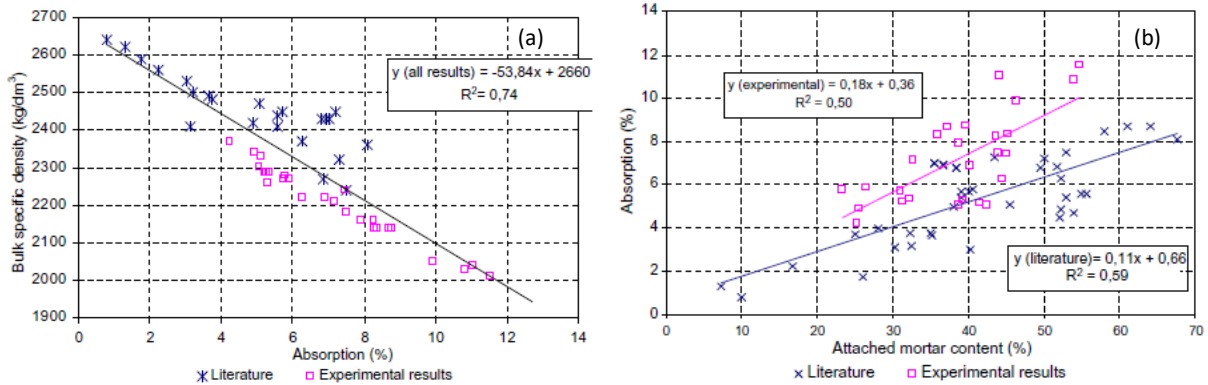 2700
2600
2500
2400
2300
2200
2100
2000
1900
Bulk specific density (kg/dm³)
(a)
y (all results) = -53,84x + 2660
R²= 0,74
0 2 4 6 8 10 12 14
Absorption (%)
Literature Experimental results
14
12
10
8
6
4
2
0
Absorption (%)
(b)
y (experimental) = 0,18x + 0,36
R² = 0,50
y (literature)= 0,11x + 0,66
R² = 0,59
0 10 20 30 40 50 60 70
Attached mortar content (%)
Literature Experimental results